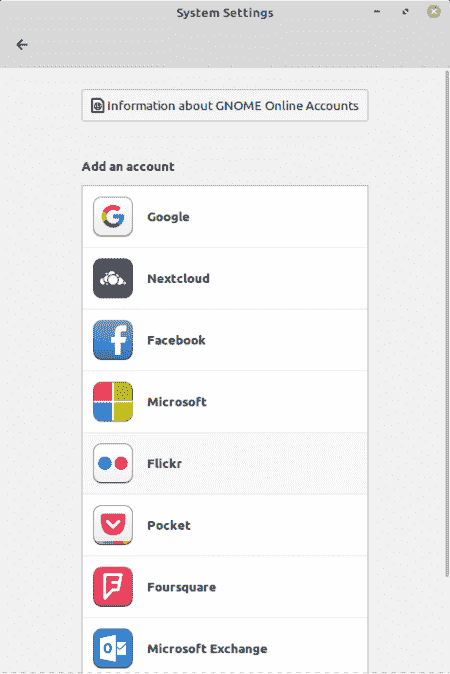 System Settings
Information about GNOME Online Accounts
Add an account
Google
Nextcloud
Facebook
Microsoft
Flickr
Pocket
Foursquare
Microsoft Exchange